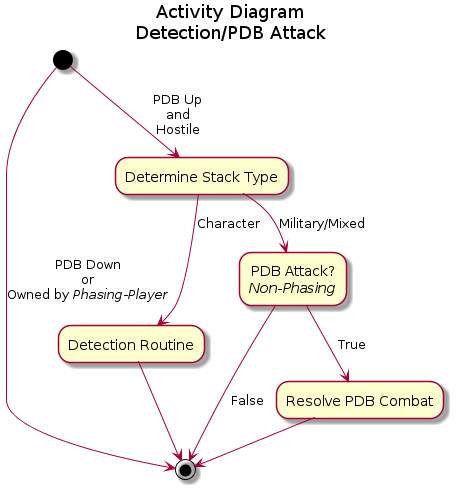 Activity Diagram
Detection/PDB Attack
PDB Up
and
Hostile
Determine Stack Type
Character
Military/Mixed
PDB Down
or
Owned by Phasing-Player
PDB Attack?
Non-Phasing
Detection Routine
True
False
Resolve PDB Combat